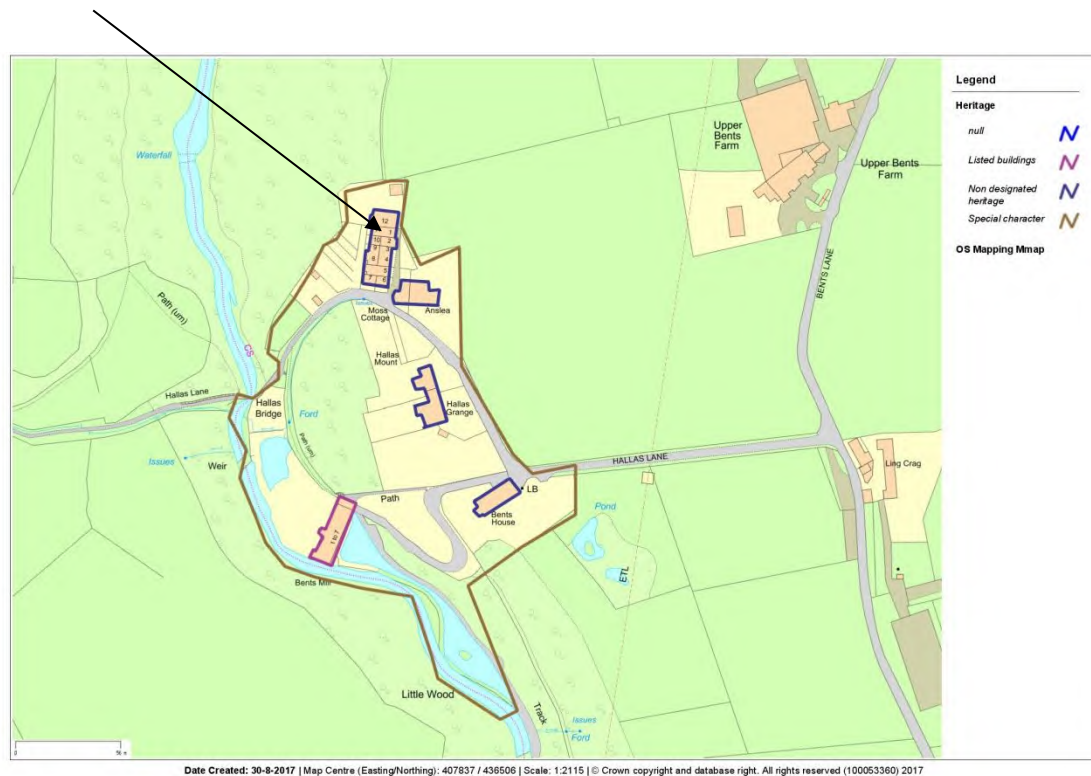 Legend
Heritage
null
Listed buildings
Non designated
heritage
Special character
OS Mapping Mmap
Waterfall
Upper
Bents
Farm
Upper Bents
Farm
BENTS LANE
12
1
10
2
9
3
8
4
5
7
6
Issues
Moss
Cottage
Anslea
Path (um)
CS
Hallas
Mount
Hallas Lane
Hallas
Bridge
Ford
Path (um)
Hallas
Grange
Issues
Weir
HALLAS LANE
Ling Crag
Path
LB
Bents
House
Pond
1 to 7
ETL
Bents Mill
Little Wood
Track
Issues
Ford
0
Date Created: 30-8-2017 | Map Centre (Easting/Northing): 407837 / 436506 | Scale: 1:2115 | © Crown copyright and database right. All rights reserved (100053360) 2017